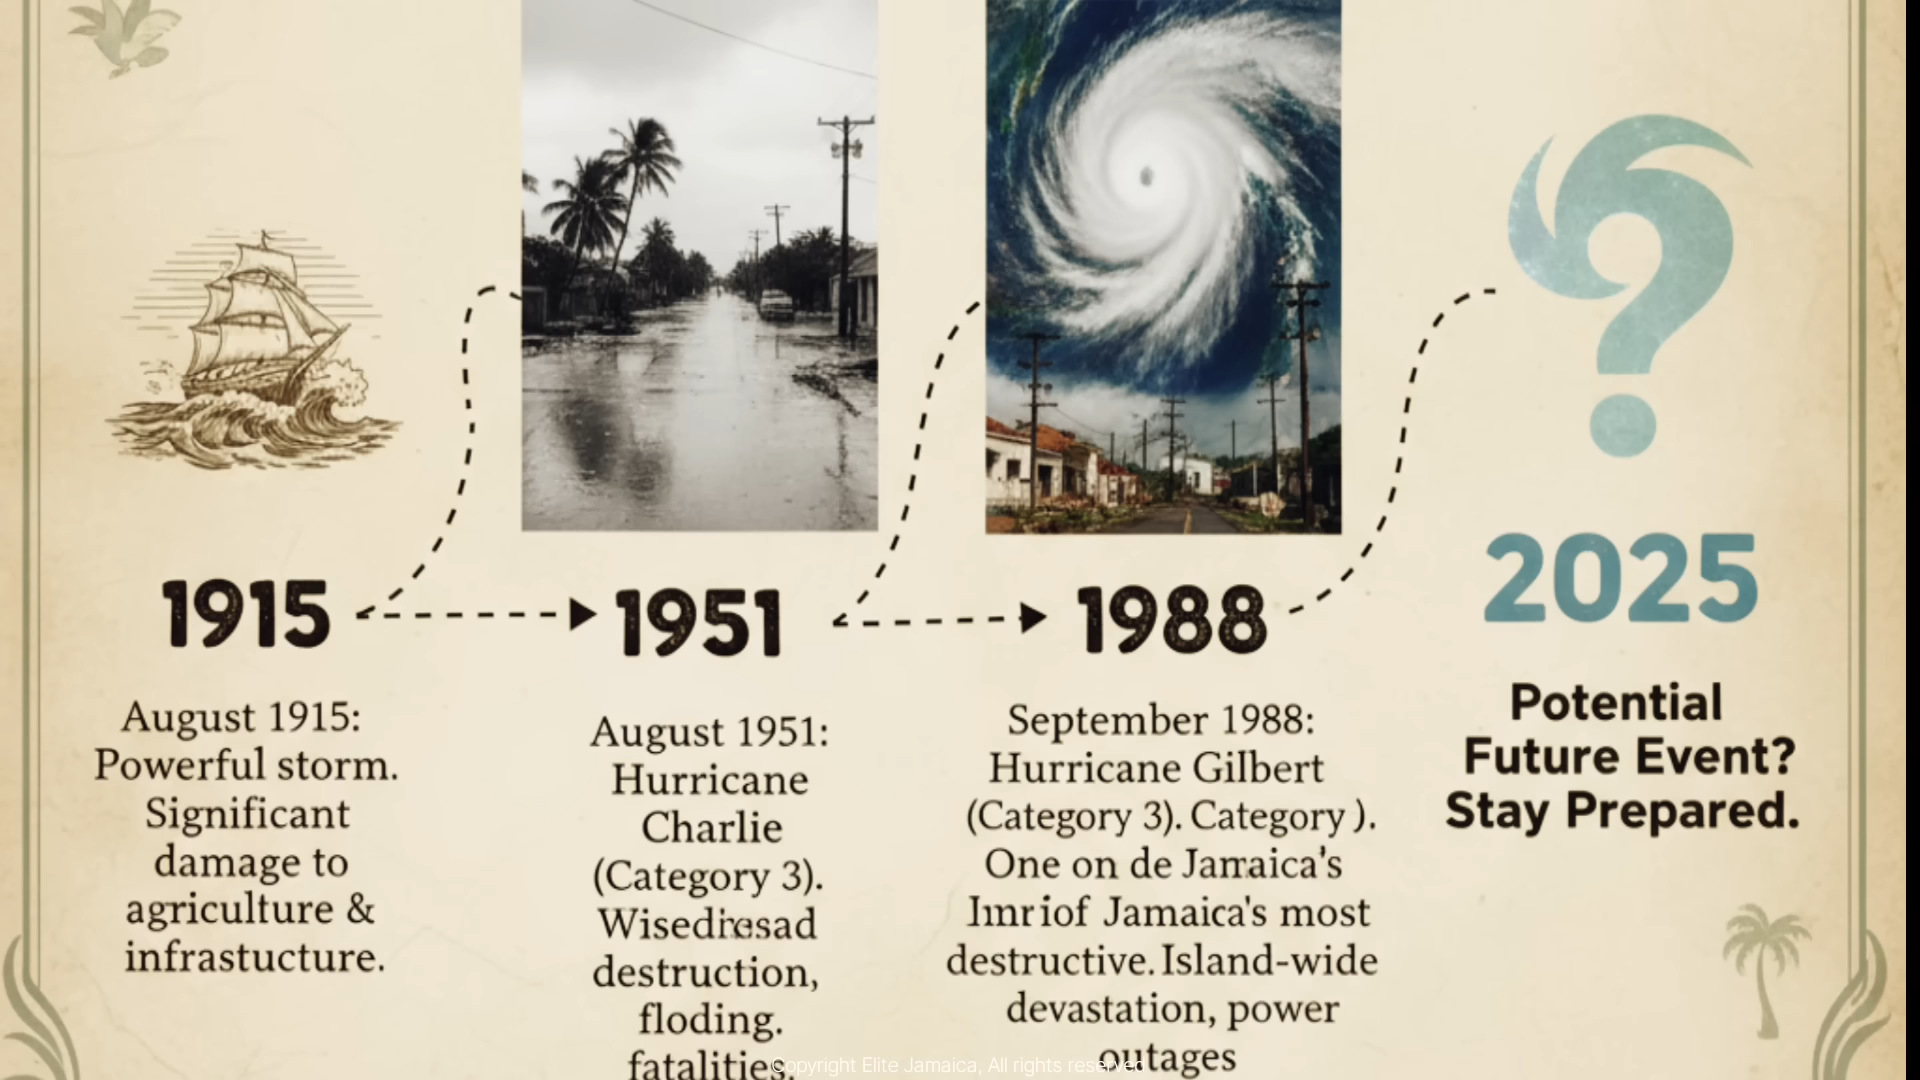 1915
August 1915:
Powerful storm.
Significant
damage to
agriculture &
infrastucture.
1951
August 1951:
Hurricane
Charlie
(Category 3).
destruction,
floding.
fatalities.
1988
September 1988:
Hurricane Gilbert
(Category 3). Category ).
One on de Jamaica's
Jamaica's most
destructive. Island-wide
devastation, power
outages
2025
Potential
Future Event?
Stay Prepared.
Copyright Elite Jamaica, All rights reserved